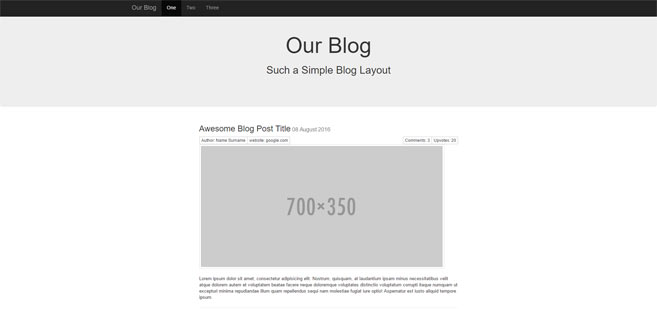 Our Blog One Two Three
Our Blog
Such a Simple Blog Layout
Awesome Blog Post Title 08 August 2016
Author: Name Surname website: google.com Comments: 3 Upvotes: 20
700×350
Lorem ipsum dolor sit amet, consectetur adipisicing elit. Nostrum, quisquam, at laudantium ipsam minus necessitatibus velit
atque dolorem autem et voluptatem beatae facere neque doloremque voluptates distinctio voluptatum corrupti itaque numquam ut
excepturi minima repudiandae illum quam repellendus sequi nam molestiae fugiat iure optio! Aspernatur est iusto aliquid tempore
ipsum.